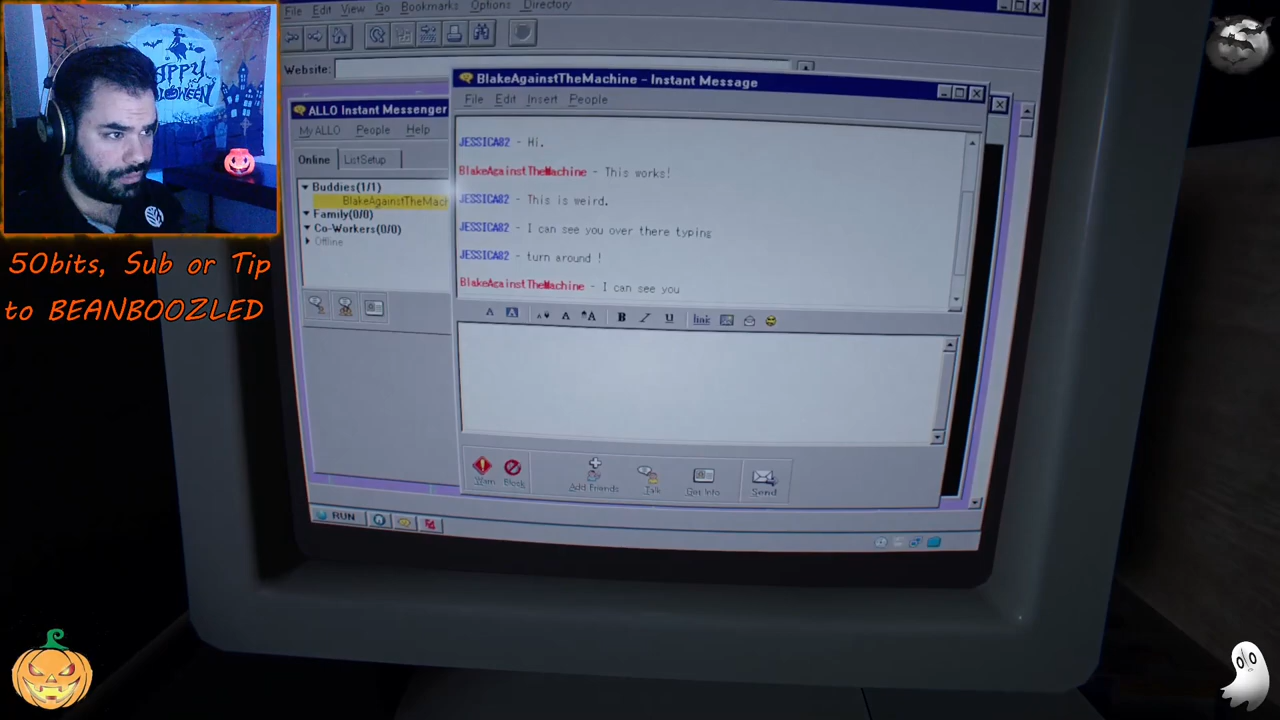 HAPPY
HALLOWEEN
50bits, Sub or Tip
to BEANBOOZLED
File Edit View Go Bookmarks Options Directory
Website:
ALLO Instant Messenger
My ALLO People Help
Online List Setup
Buddies(1/1)
BlakeAgainstTheMach
Family(0/0)
Co-Workers(0/0)
Offline
BlakeAgainstTheMachine - Instant Message
File Edit Insert People
JESSICA82 - Hi.
BlakeAgainstTheMachine - This works!
JESSICA82 - This is weird.
JESSICA82 - I can see you over there typing
JESSICA82 - turn around !
BlakeAgainstTheMachine - I can see you
A A A A A B I U link
Warn Block Add Friends Talk Get Info Send
RUN